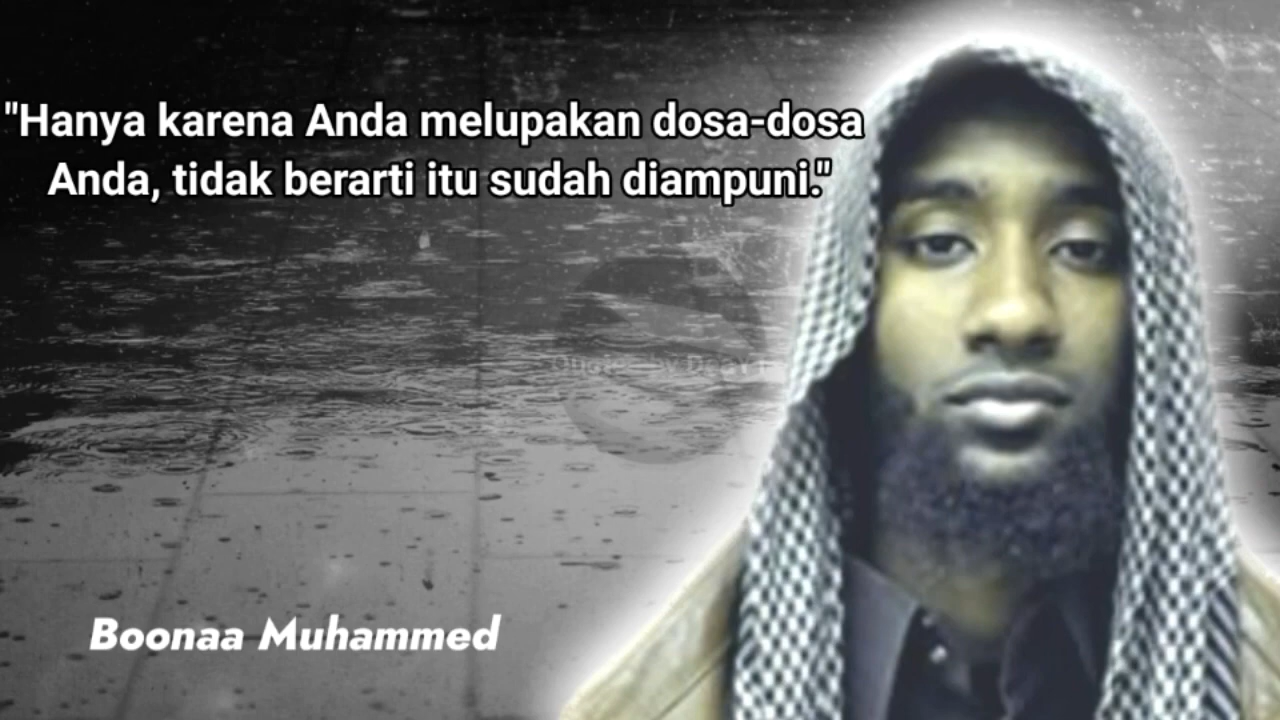 "Hanya karena Anda melupakan dosa-dosa
Anda, tidak berarti itu sudah diampuni."
Boonaa Muhammed